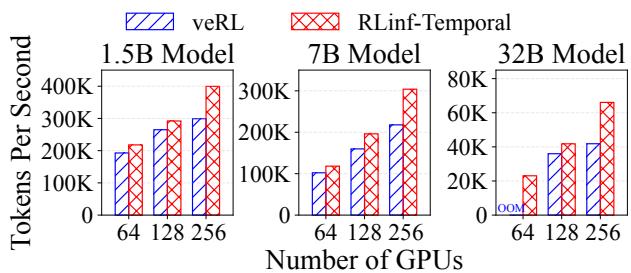 veRL RLinf-Temporal
1.5B Model 7B Model 32B Model
Tokens Per Second
400K
300K
200K
100K
0
64 128 256
300K
200K
100K
0
64 128 256
80K
60K
40K
20K
0
OOM
64 128 256
Number of GPUs